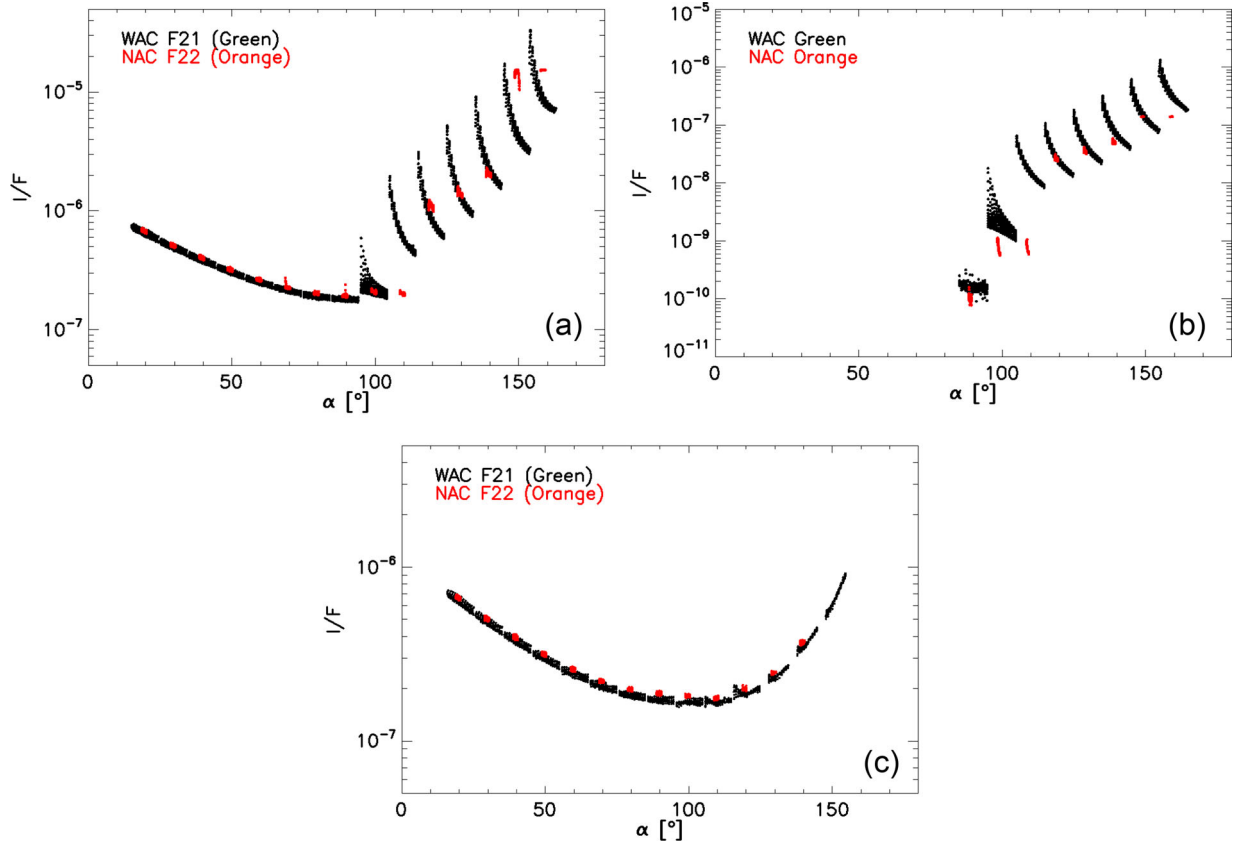 WAC F21 (Green)
NAC F22 (Orange)
10-5
10-6
10-7
I/F
0 50 100 150
α [°]
(a)
WAC Green
NAC Orange
10-5
10-6
10-7
10-8
10-9
10-10
10-11
I/F
0 50 100 150
α [°]
(b)
WAC F21 (Green)
NAC F22 (Orange)
10-6
10-7
I/F
0 50 100 150
α [°]
(c)